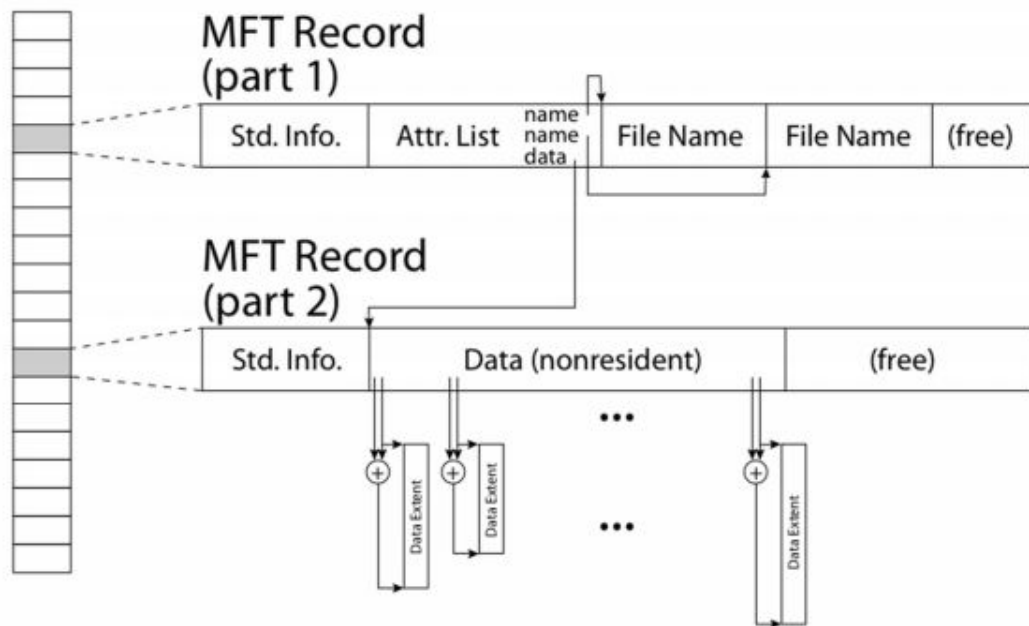 MFT Record
(part 1)
Std. Info.
Attr. List
name
name
data
File Name
File Name
(free)
MFT Record
(part 2)
Std. Info.
Data (nonresident)
(free)
...
+
+
+
Data Extent
Data Extent
...
Data Extent